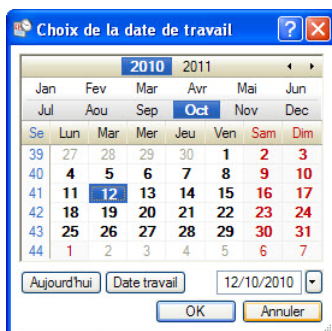 Choix de la date de travail
2010 2011
Jan Fev Mar Avr Mai Jun
Jul Aou Sep Oct Nov Dec
Se Lun Mar Mer Jeu Ven Sam Dim
39 27 28 29 30 1 2 3
40 4 5 6 7 8 9 10
41 11 12 13 14 15 16 17
42 18 19 20 21 22 23 24
43 25 26 27 28 29 30 31
44 1 2 3 4 5 6 7
Aujourd'hui Date travail 12/10/2010
OK Annuler